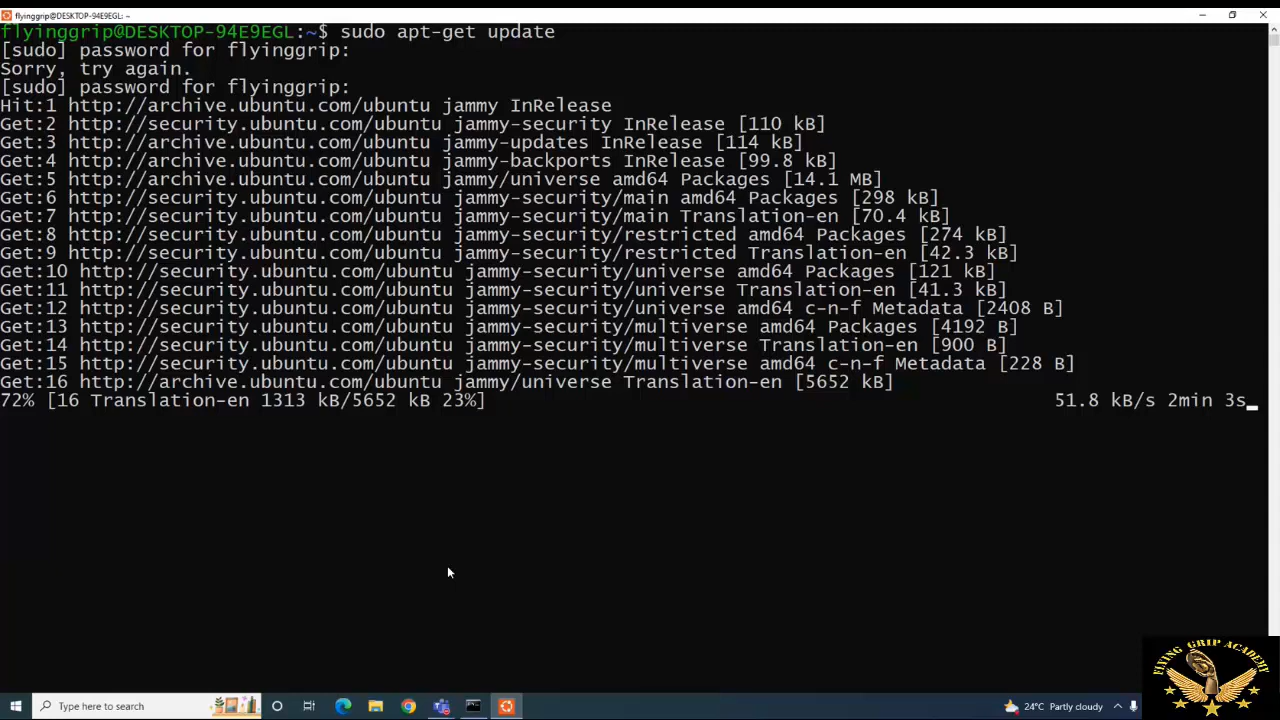 flyinggrip@DESKTOP-94E9EGL: ~
flyinggrip@DESKTOP-94E9EGL:~$ sudo apt-get update
[sudo] password for flyinggrip:
Sorry, try again.
[sudo] password for flyinggrip:
Hit:1 http://archive.ubuntu.com/ubuntu jammy InRelease
Get:2 http://security.ubuntu.com/ubuntu jammy-security InRelease [110 kB]
Get:3 http://archive.ubuntu.com/ubuntu jammy-updates InRelease [114 kB]
Get:4 http://archive.ubuntu.com/ubuntu jammy-backports InRelease [99.8 kB]
Get:5 http://archive.ubuntu.com/ubuntu jammy/universe amd64 Packages [14.1 MB]
Get:6 http://security.ubuntu.com/ubuntu jammy-security/main amd64 Packages [298 kB]
Get:7 http://security.ubuntu.com/ubuntu jammy-security/main Translation-en [70.4 kB]
Get:8 http://security.ubuntu.com/ubuntu jammy-security/restricted amd64 Packages [274 kB]
Get:9 http://security.ubuntu.com/ubuntu jammy-security/restricted Translation-en [42.3 kB]
Get:10 http://security.ubuntu.com/ubuntu jammy-security/universe amd64 Packages [121 kB]
Get:11 http://security.ubuntu.com/ubuntu jammy-security/universe Translation-en [41.3 kB]
Get:12 http://security.ubuntu.com/ubuntu jammy-security/universe amd64 c-n-f Metadata [2408 B]
Get:13 http://security.ubuntu.com/ubuntu jammy-security/multiverse amd64 Packages [4192 B]
Get:14 http://security.ubuntu.com/ubuntu jammy-security/multiverse Translation-en [900 B]
Get:15 http://security.ubuntu.com/ubuntu jammy-security/multiverse amd64 c-n-f Metadata [228 B]
Get:16 http://archive.ubuntu.com/ubuntu jammy/universe Translation-en [5652 kB]
72% [16 Translation-en 1313 kB/5652 kB 23%] 51.8 kB/s 2min 3s
FLYING GRIP ACADEMY
Type here to search
24°C Partly cloudy